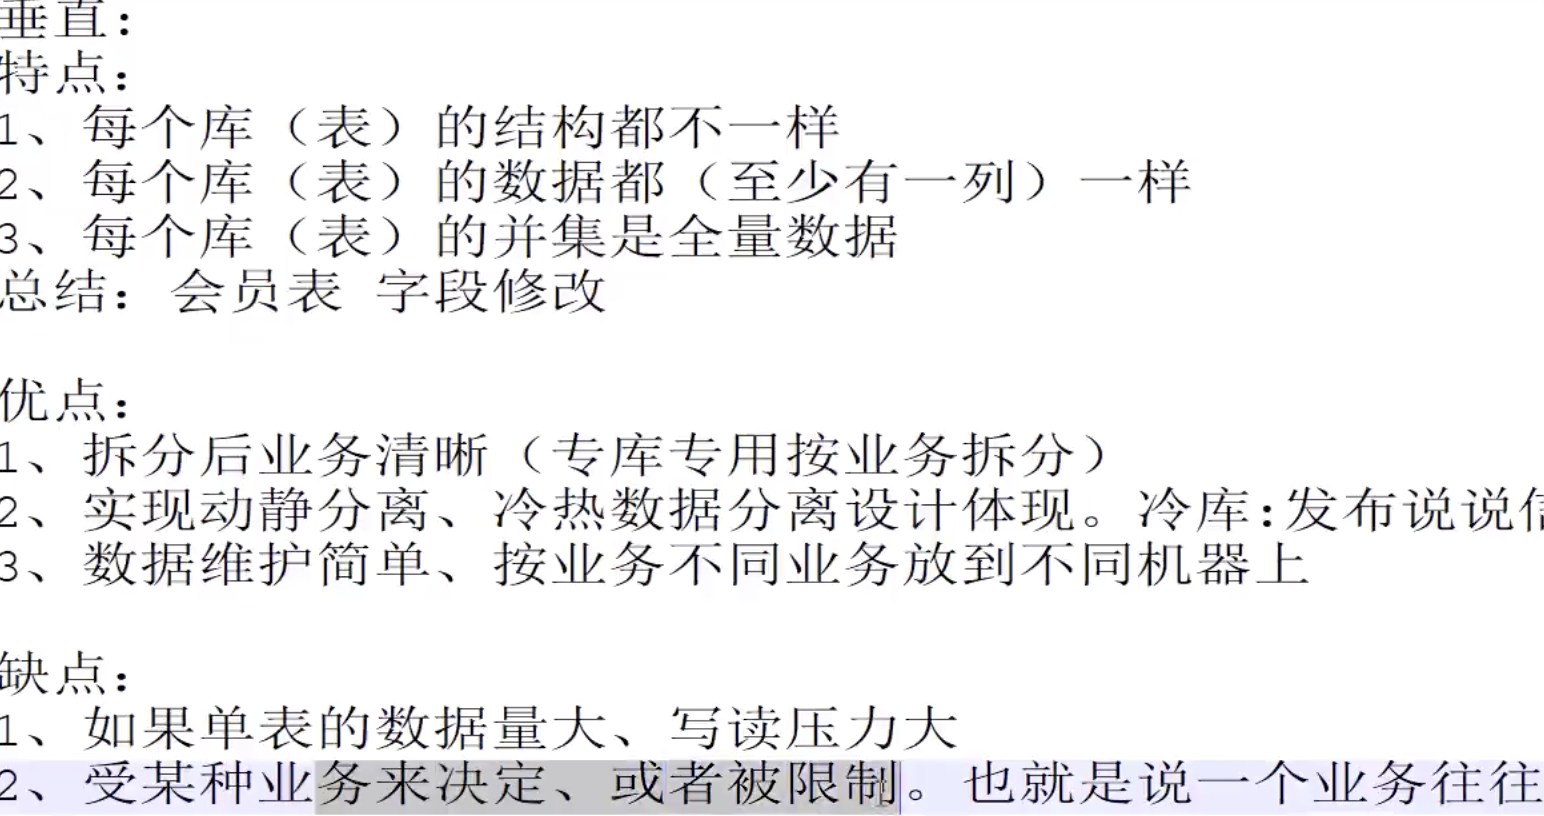 垂直：
特点：
1、每个库（表）的结构都不一样
2、每个库（表）的数据都（至少有一列）一样
3、每个库（表）的并集是全量数据
总结：会员表 字段修改
优点：
1、拆分后业务清晰（专库专用按业务拆分）
2、实现动静分离、冷热数据分离设计体现。冷库:发布说说信
3、数据维护简单、按业务不同业务放到不同机器上
缺点：
1、如果单表的数据量大、写读压力大
2、受某种业务来决定、或者被限制。也就是说一个业务往往